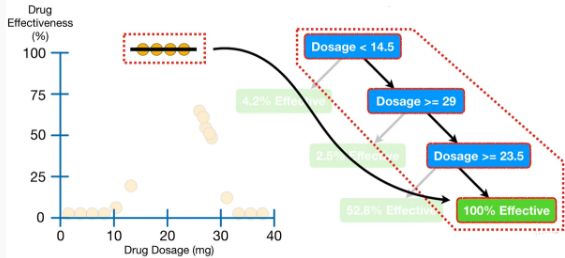 Drug
Effectiveness
(%)
100
75
50
25
0
0
10
20
30
40
Drug Dosage (mg)
Dosage < 14.5
4.2% Effective
Dosage >= 29
2.5% Effective
Dosage >= 23.5
52.8% Effective
100% Effective